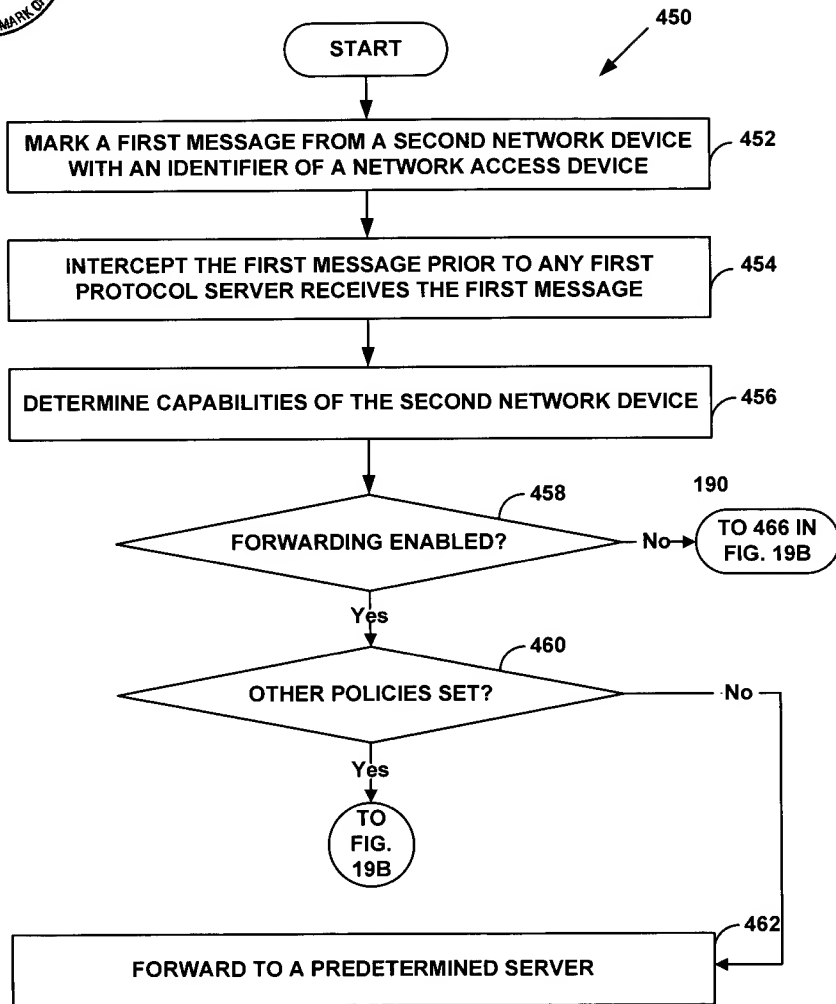 MARK OF
450
START
MARK A FIRST MESSAGE FROM A SECOND NETWORK DEVICE
WITH AN IDENTIFIER OF A NETWORK ACCESS DEVICE
452
INTERCEPT THE FIRST MESSAGE PRIOR TO ANY FIRST
PROTOCOL SERVER RECEIVES THE FIRST MESSAGE
454
DETERMINE CAPABILITIES OF THE SECOND NETWORK DEVICE
456
458
190
FORWARDING ENABLED?
No
TO 466 IN
FIG. 19B
Yes
460
OTHER POLICIES SET?
No
Yes
TO
FIG.
19B
462
FORWARD TO A PREDETERMINED SERVER